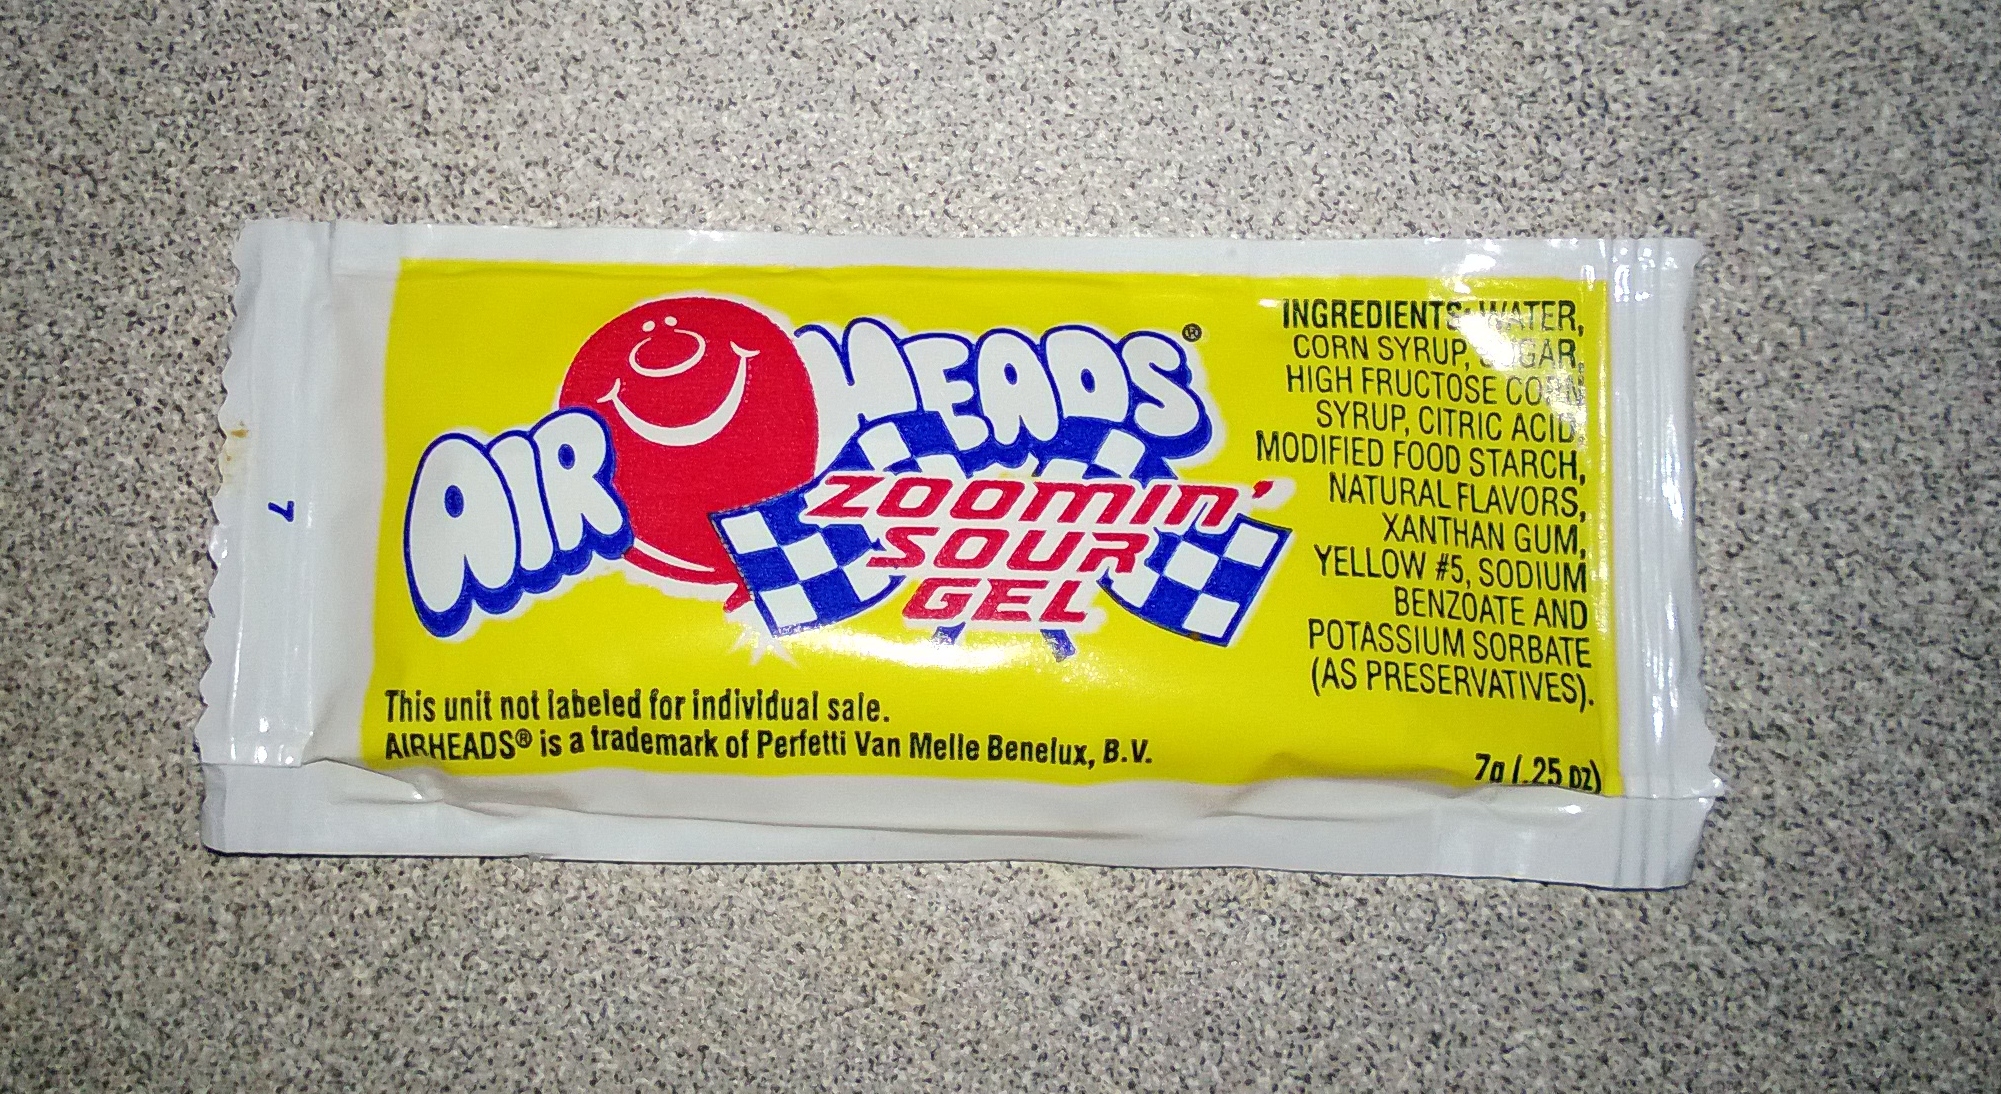 7
AIR HEADS®
ZOOMIN'
SOUR
GEL
This unit not labeled for individual sale.
AIRHEADS® is a trademark of Perfetti Van Melle Benelux, B.V.
INGREDIENTS: WATER,
CORN SYRUP, SUGAR,
HIGH FRUCTOSE CORN
SYRUP, CITRIC ACID,
MODIFIED FOOD STARCH,
NATURAL FLAVORS,
XANTHAN GUM,
YELLOW #5, SODIUM
BENZOATE AND
POTASSIUM SORBATE
(AS PRESERVATIVES).
7g (.25 oz)